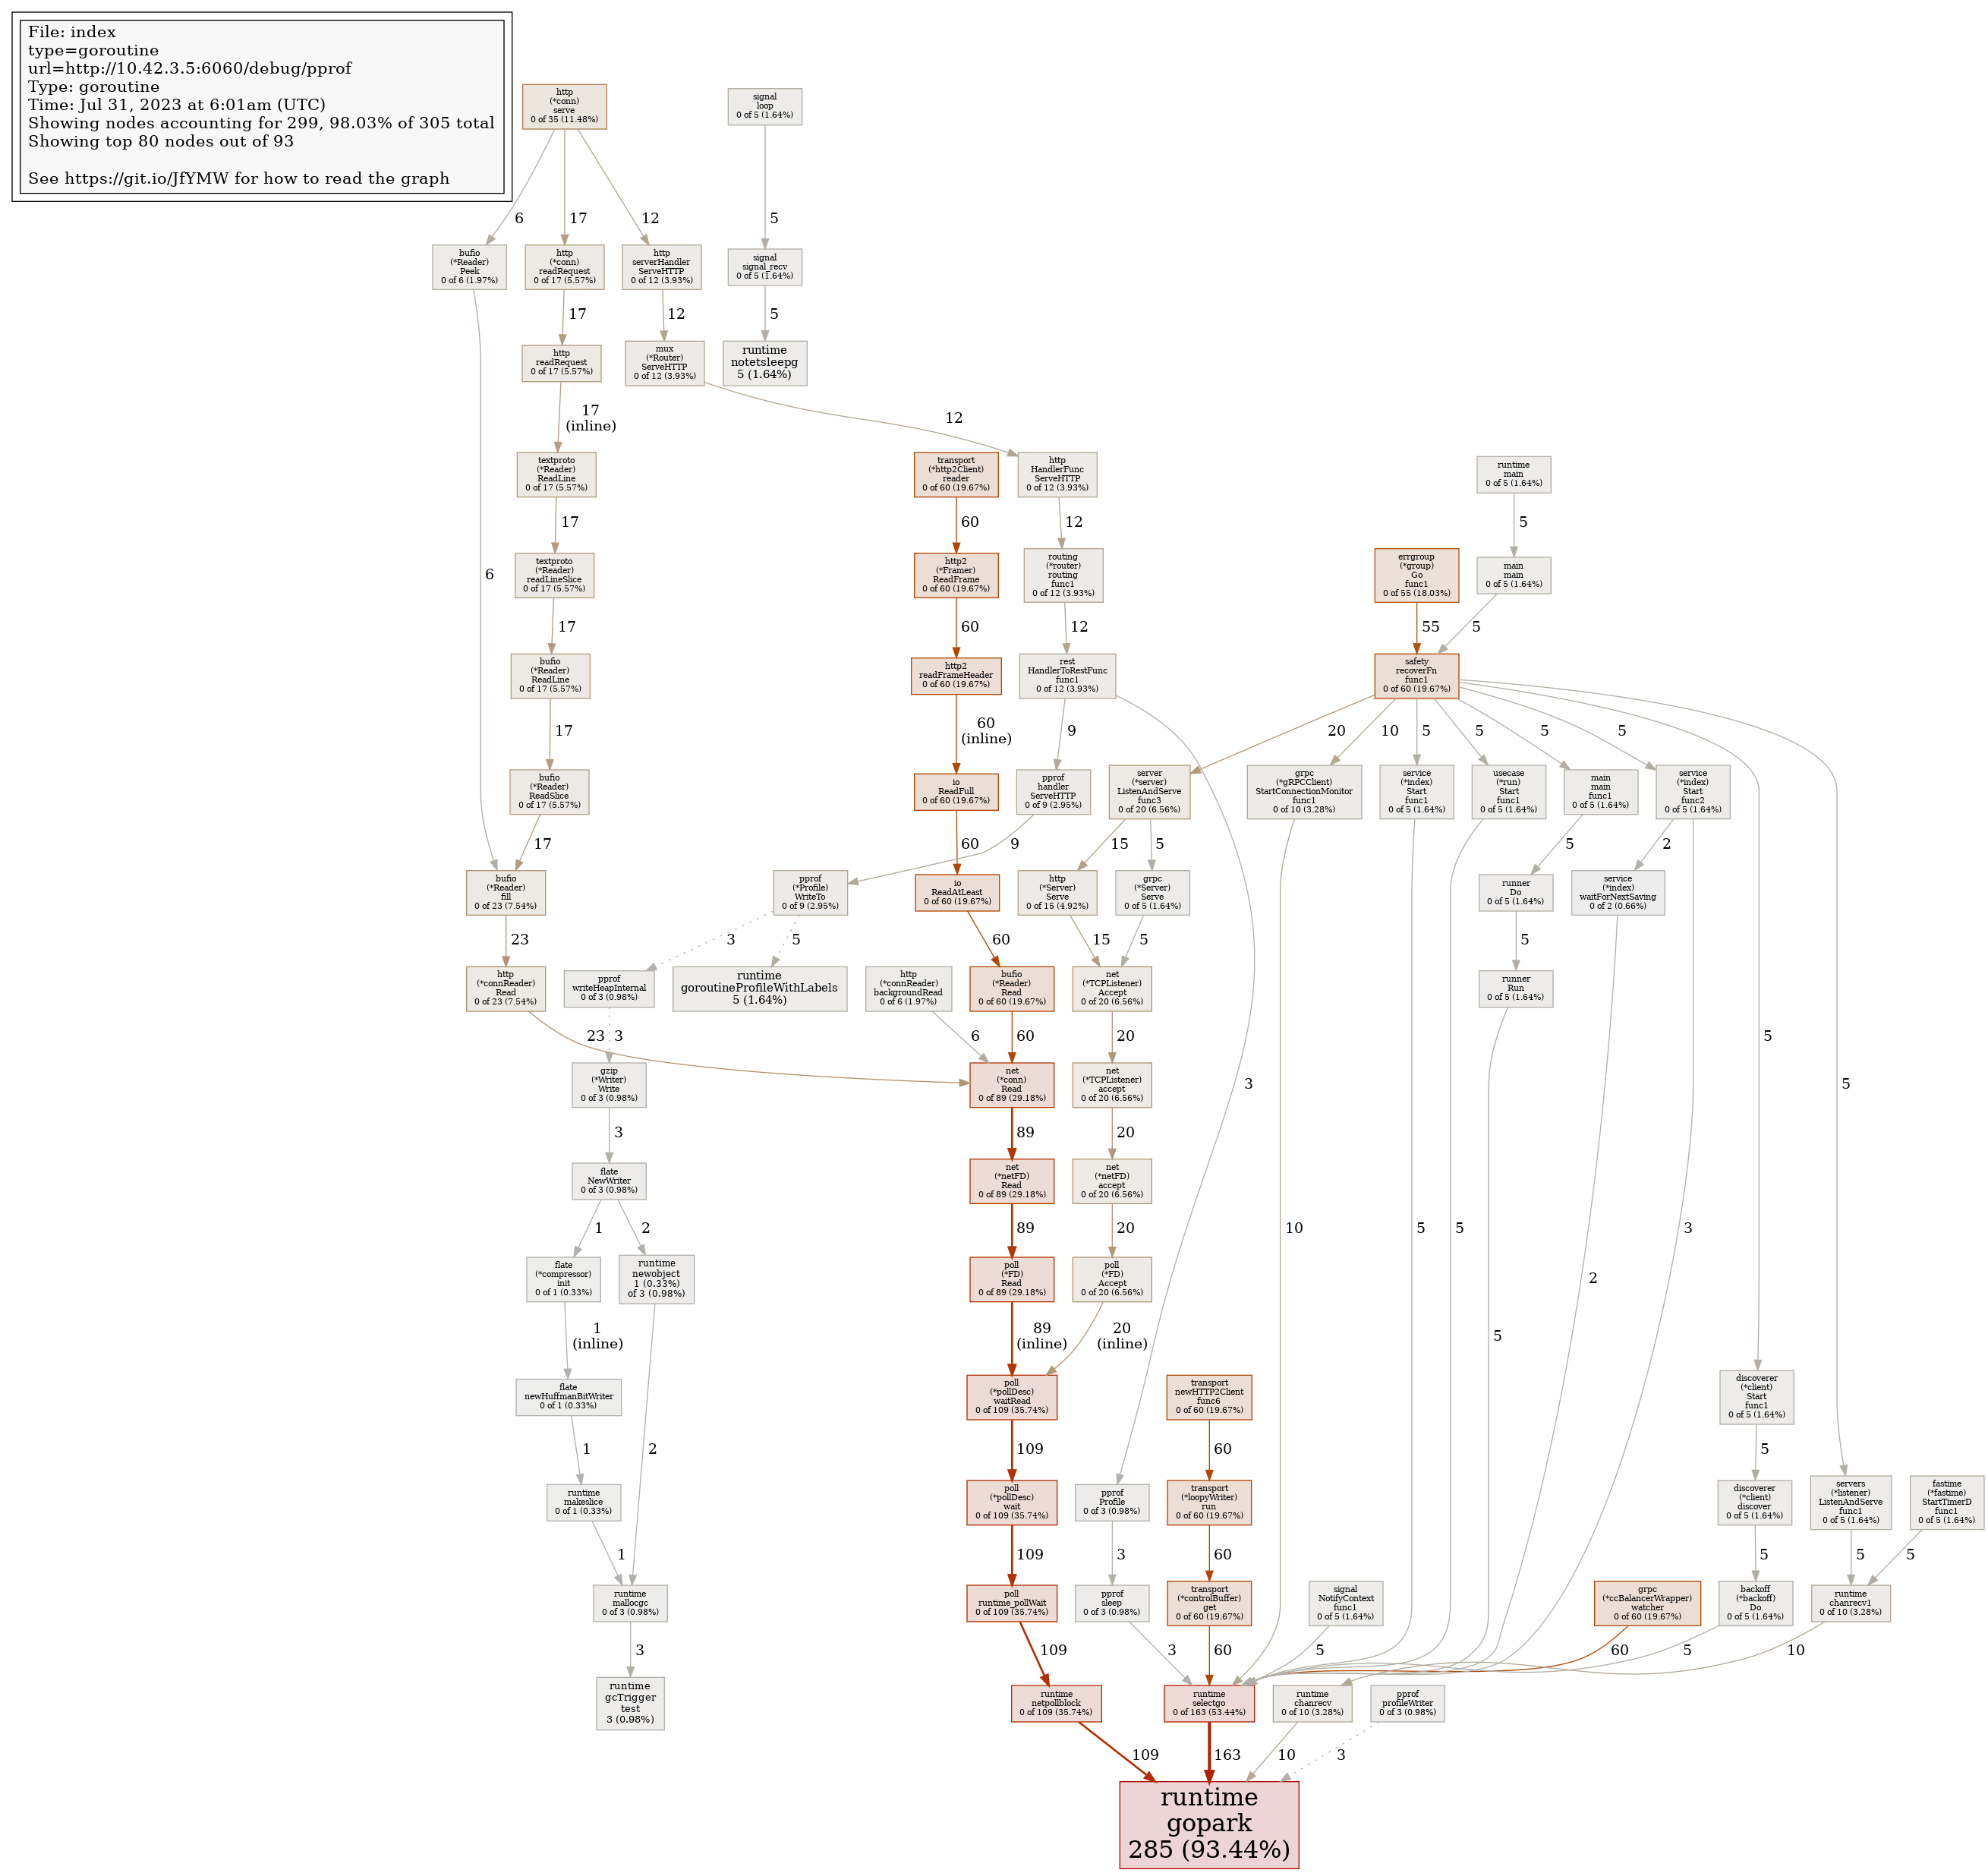 File: index
type=goroutine
url=http://10.42.3.5:6060/debug/pprof
Type: goroutine
Time: Jul 31, 2023 at 6:01am (UTC)
Showing nodes accounting for 299, 98.03% of 305 total
Showing top 80 nodes out of 93
See https://git.io/JfYMW for how to read the graph
http
(*conn)
serve
0 of 35 (11.48%)
signal
loop
0 of 5 (1.64%)
6
17
12
5
bufio
(*Reader)
Peek
0 of 6 (1.97%)
http
(*conn)
readRequest
0 of 17 (5.57%)
http
serverHandler
ServeHTTP
0 of 12 (3.93%)
signal
signal_recv
0 of 5 (1.64%)
17
12
5
http
readRequest
0 of 17 (5.57%)
mux
(*Router)
ServeHTTP
0 of 12 (3.93%)
runtime
notetsleepg
5 (1.64%)
17
(inline)
12
textproto
(*Reader)
ReadLine
0 of 17 (5.57%)
transport
(*http2Client)
reader
0 of 60 (19.67%)
http
HandlerFunc
ServeHTTP
0 of 12 (3.93%)
runtime
main
0 of 5 (1.64%)
17
60
12
5
6
textproto
(*Reader)
readLineSlice
0 of 17 (5.57%)
http2
(*Framer)
ReadFrame
0 of 60 (19.67%)
routing
(*router)
routing
func1
0 of 12 (3.93%)
errgroup
(*group)
Go
func1
0 of 55 (18.03%)
main
main
0 of 5 (1.64%)
17
60
12
55
5
bufio
(*Reader)
ReadLine
0 of 17 (5.57%)
http2
readFrameHeader
0 of 60 (19.67%)
rest
HandlerToRestFunc
func1
0 of 12 (3.93%)
safety
recoverFn
func1
0 of 60 (19.67%)
17
60
(inline)
9
20
10
5
5
5
5
bufio
(*Reader)
ReadSlice
0 of 17 (5.57%)
io
ReadFull
0 of 60 (19.67%)
pprof
handler
ServeHTTP
0 of 9 (2.95%)
server
(*server)
ListenAndServe
func3
0 of 20 (6.56%)
grpc
(*gRPCClient)
StartConnectionMonitor
func1
0 of 10 (3.28%)
service
(*index)
Start
func1
0 of 5 (1.64%)
usecase
(*run)
Start
func1
0 of 5 (1.64%)
main
main
func1
0 of 5 (1.64%)
service
(*index)
Start
func2
0 of 5 (1.64%)
17
60
9
15
5
5
2
bufio
(*Reader)
fill
0 of 23 (7.54%)
pprof
(*Profile)
WriteTo
0 of 9 (2.95%)
io
ReadAtLeast
0 of 60 (19.67%)
http
(*Server)
Serve
0 of 15 (4.92%)
grpc
(*Server)
Serve
0 of 5 (1.64%)
runner
Do
0 of 5 (1.64%)
service
(*index)
waitForNextSaving
0 of 2 (0.66%)
23
3
5
60
15
5
5
http
(*connReader)
Read
0 of 23 (7.54%)
pprof
writeHeapInternal
0 of 3 (0.98%)
runtime
goroutineProfileWithLabels
5 (1.64%)
http
(*connReader)
backgroundRead
0 of 6 (1.97%)
bufio
(*Reader)
Read
0 of 60 (19.67%)
net
(*TCPListener)
Accept
0 of 20 (6.56%)
runner
Run
0 of 5 (1.64%)
23
3
6
60
20
5
gzip
(*Writer)
Write
0 of 3 (0.98%)
net
(*conn)
Read
0 of 89 (29.18%)
net
(*TCPListener)
accept
0 of 20 (6.56%)
3
5
3
89
20
flate
NewWriter
0 of 3 (0.98%)
net
(*netFD)
Read
0 of 89 (29.18%)
net
(*netFD)
accept
0 of 20 (6.56%)
1
2
89
20
10
5
5
3
flate
(*compressor)
init
0 of 1 (0.33%)
runtime
newobject
1 (0.33%)
of 3 (0.98%)
poll
(*FD)
Read
0 of 89 (29.18%)
poll
(*FD)
Accept
0 of 20 (6.56%)
2
1
(inline)
89
(inline)
20
(inline)
5
flate
newHuffmanBitWriter
0 of 1 (0.33%)
poll
(*pollDesc)
waitRead
0 of 109 (35.74%)
transport
newHTTP2Client
func6
0 of 60 (19.67%)
discoverer
(*client)
Start
func1
0 of 5 (1.64%)
1
2
109
60
5
runtime
makeslice
0 of 1 (0.33%)
poll
(*pollDesc)
wait
0 of 109 (35.74%)
pprof
Profile
0 of 3 (0.98%)
transport
(*loopyWriter)
run
0 of 60 (19.67%)
discoverer
(*client)
discover
0 of 5 (1.64%)
servers
(*listener)
ListenAndServe
func1
0 of 5 (1.64%)
fastime
(*fastime)
StartTimerD
func1
0 of 5 (1.64%)
1
109
3
60
5
5
5
runtime
mallocgc
0 of 3 (0.98%)
poll
runtime_pollWait
0 of 109 (35.74%)
pprof
sleep
0 of 3 (0.98%)
transport
(*controlBuffer)
get
0 of 60 (19.67%)
signal
NotifyContext
func1
0 of 5 (1.64%)
grpc
(*ccBalancerWrapper)
watcher
0 of 60 (19.67%)
backoff
(*backoff)
Do
0 of 5 (1.64%)
runtime
chanrecv1
0 of 10 (3.28%)
3
109
3
60
5
60
5
10
runtime
gcTrigger
test
3 (0.98%)
runtime
netpollblock
0 of 109 (35.74%)
runtime
selectgo
0 of 163 (53.44%)
runtime
chanrecv
0 of 10 (3.28%)
pprof
profileWriter
0 of 3 (0.98%)
109
163
10
3
runtime
gopark
285 (93.44%)